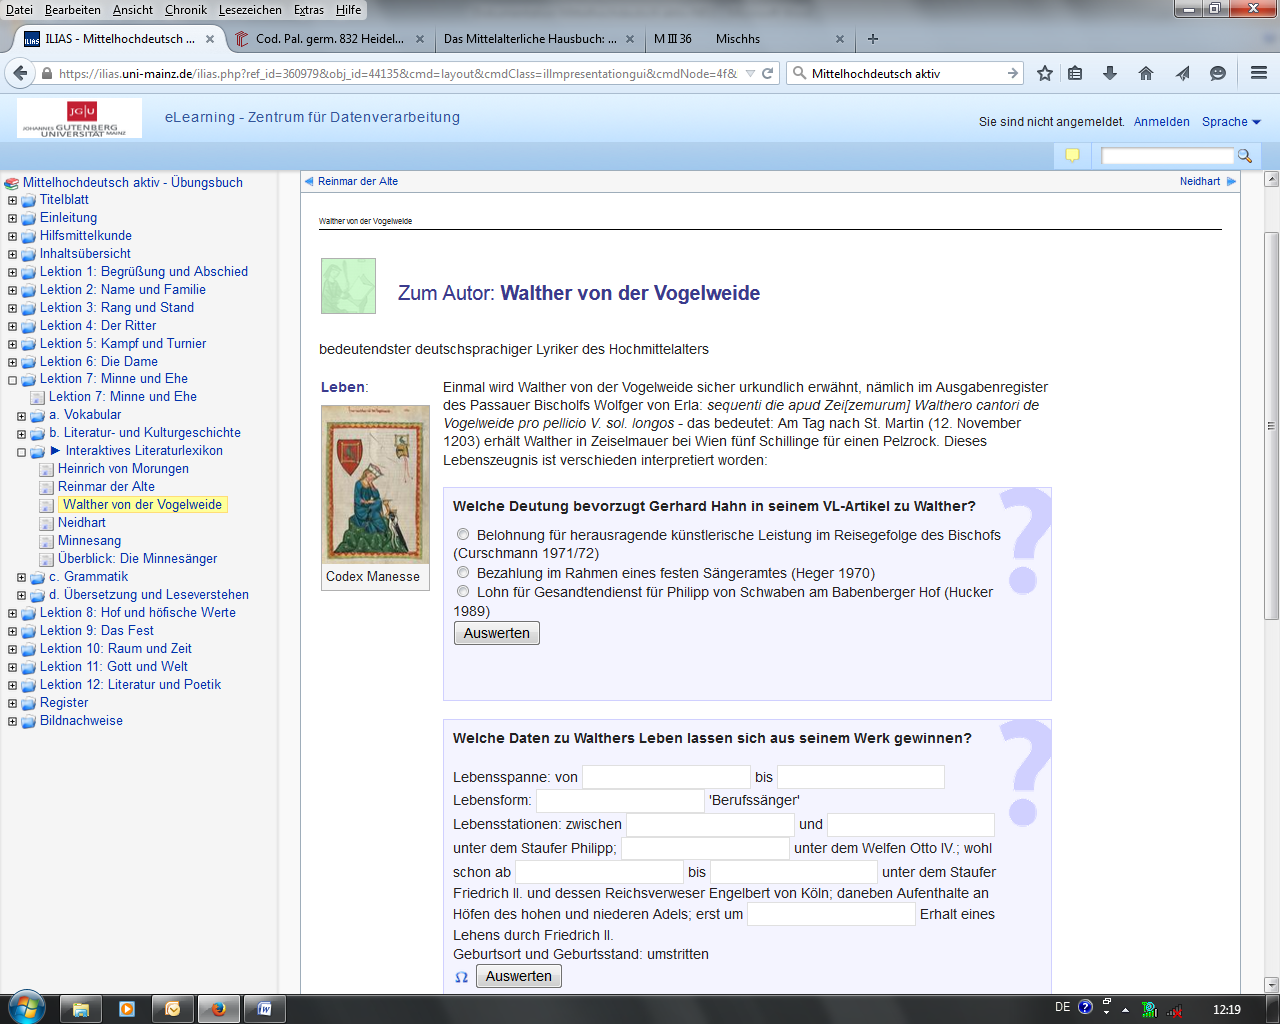 Datei Bearbeiten Ansicht Chronik Lesezeichen Extras Hilfe
ILIAS - Mittelhochdeutsch ... Cod. Pal. germ. 832 Heidel... Das Mittelalterliche Hausbuch: ... M III 36 Mischhs
https://ilias.uni-mainz.de/ilias.php?ref_id=360979&obj_id=44135&cmd=layout&cmdClass=illmpresentationgui&cmdNode=4f& Mittelhochdeutsch aktiv
JG|U
JOHANNES GUTENBERG
UNIVERSITÄT MAINZ
eLearning - Zentrum für Datenverarbeitung
Sie sind nicht angemeldet. Anmelden Sprache
Mittelhochdeutsch aktiv - Übungsbuch
Titelblatt
Einleitung
Hilfsmittelkunde
Inhaltsübersicht
Lektion 1: Begrüßung und Abschied
Lektion 2: Name und Familie
Lektion 3: Rang und Stand
Lektion 4: Der Ritter
Lektion 5: Kampf und Turnier
Lektion 6: Die Dame
Lektion 7: Minne und Ehe
Lektion 7: Minne und Ehe
a. Vokabular
b. Literatur- und Kulturgeschichte
► Interaktives Literaturlexikon
Heinrich von Morungen
Reinmar der Alte
Walther von der Vogelweide
Neidhart
Minnesang
Überblick: Die Minnesänger
c. Grammatik
d. Übersetzung und Leseverstehen
Lektion 8: Hof und höfische Werte
Lektion 9: Das Fest
Lektion 10: Raum und Zeit
Lektion 11: Gott und Welt
Lektion 12: Literatur und Poetik
Register
Bildnachweise
Reinmar der Alte Neidhart
Walther von der Vogelweide
Zum Autor: Walther von der Vogelweide
bedeutendster deutschsprachiger Lyriker des Hochmittelalters
Leben:
Codex Manesse
Einmal wird Walther von der Vogelweide sicher urkundlich erwähnt, nämlich im Ausgabenregister
des Passauer Bischofs Wolfger von Erla: sequenti die apud Zei[zemurum] Walthero cantori de
Vogelweide pro pellicio V. sol. longos - das bedeutet: Am Tag nach St. Martin (12. November
1203) erhält Walther in Zeiselmauer bei Wien fünf Schillinge für einen Pelzrock. Dieses
Lebenszeugnis ist verschieden interpretiert worden:
Welche Deutung bevorzugt Gerhard Hahn in seinem VL-Artikel zu Walther?
Belohnung für herausragende künstlerische Leistung im Reisegefolge des Bischofs
(Curschmann 1971/72)
Bezahlung im Rahmen eines festen Sängeramtes (Heger 1970)
Lohn für Gesandtendienst für Philipp von Schwaben am Babenberger Hof (Hucker
1989)
Auswerten
?
Welche Daten zu Walthers Leben lassen sich aus seinem Werk gewinnen?
Lebensspanne: von bis
Lebensform: 'Berufssänger'
Lebensstationen: zwischen und
unter dem Staufer Philipp; unter dem Welfen Otto IV.; wohl
schon ab bis unter dem Staufer
Friedrich II. und dessen Reichsverweser Engelbert von Köln; daneben Aufenthalte an
Höfen des hohen und niederen Adels; erst um Erhalt eines
Lehens durch Friedrich II.
Geburtsort und Geburtsstand: umstritten
Ω Auswerten
?
DE 12:19